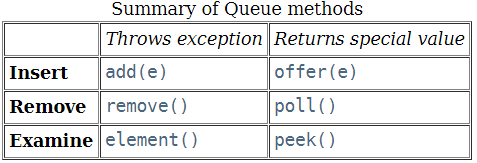 Summary of Queue methods
Throws exception Returns special value
Insert add(e) offer(e)
Remove remove() poll()
Examine element() peek()